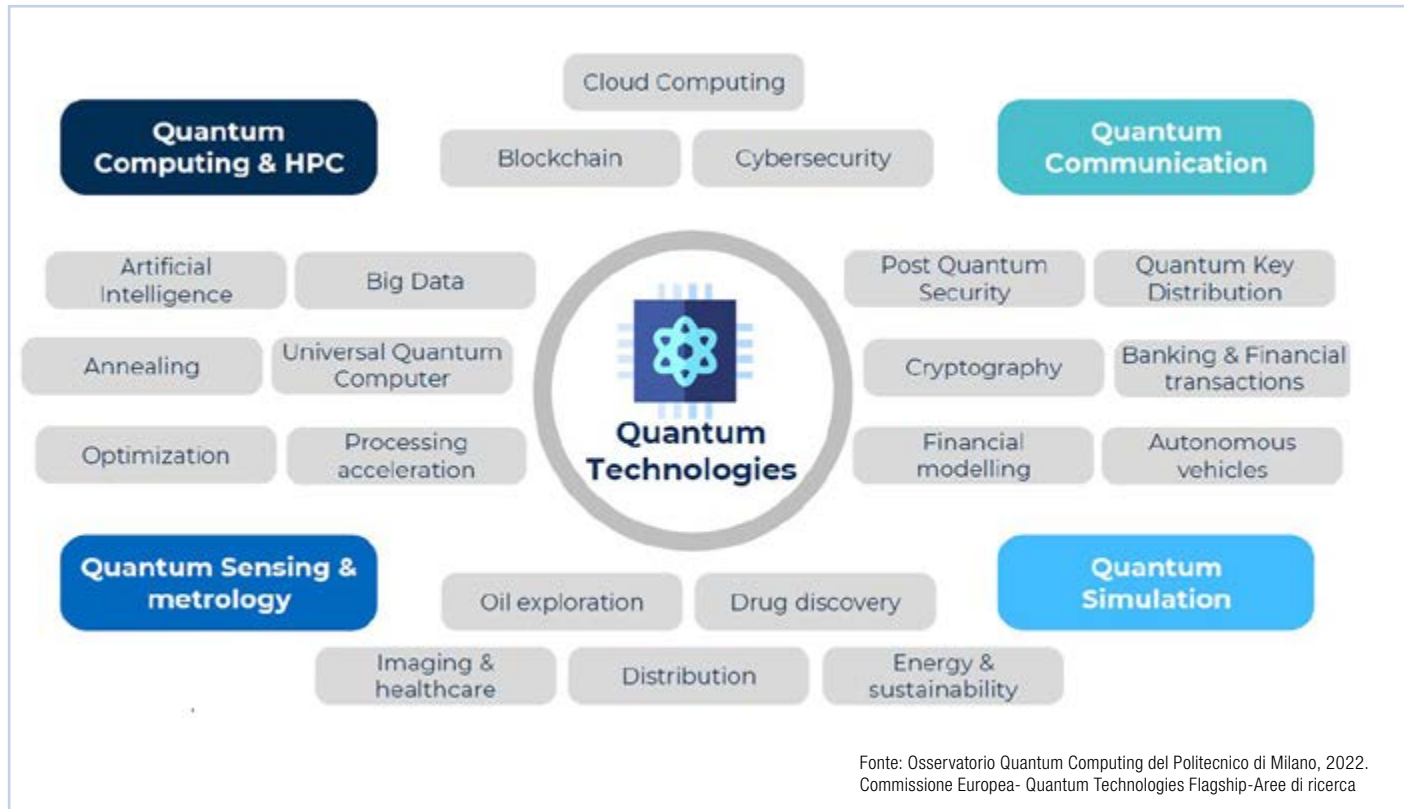 Cloud Computing
Quantum
Computing & HPC
Blockchain
Cybersecurity
Quantum
Communication
Artificial
Intelligence
Big Data
Post Quantum
Security
Quantum Key
Distribution
Annealing
Universal Quantum
Computer
Cryptography
Banking & Financial
transactions
Optimization
Processing
acceleration
Quantum
Technologies
Financial
modelling
Autonomous
vehicles
Quantum Sensing &
metrology
Oil exploration
Drug discovery
Quantum
Simulation
Imaging &
healthcare
Distribution
Energy &
sustainability
Fonte: Osservatorio Quantum Computing del Politecnico di Milano, 2022.
Commissione Europea- Quantum Technologies Flagship-Aree di ricerca